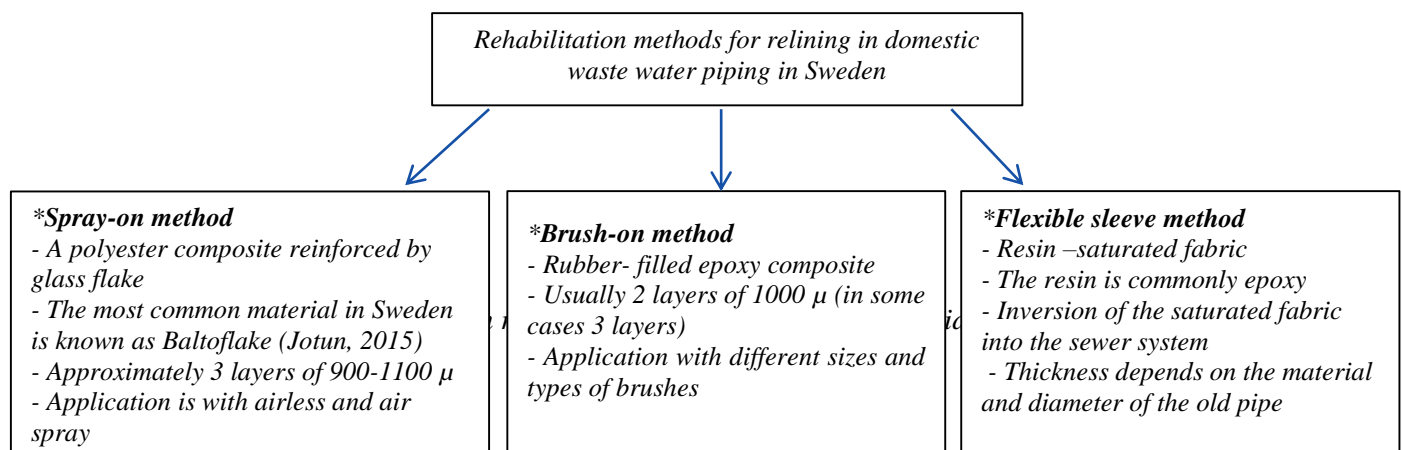 Rehabilitation methods for relining in domestic
waste water piping in Sweden
*Spray-on method
- A polyester composite reinforced by
glass flake
- The most common material in Sweden
is known as Baltoflake (Jotun, 2015)
- Approximately 3 layers of 900-1100 µ
- Application is with airless and air
spray
*Brush-on method
- Rubber- filled epoxy composite
- Usually 2 layers of 1000 µ (in some
cases 3 layers)
- Application with different sizes and
types of brushes
*Flexible sleeve method
- Resin –saturated fabric
- The resin is commonly epoxy
- Inversion of the saturated fabric
into the sewer system
- Thickness depends on the material
and diameter of the old pipe